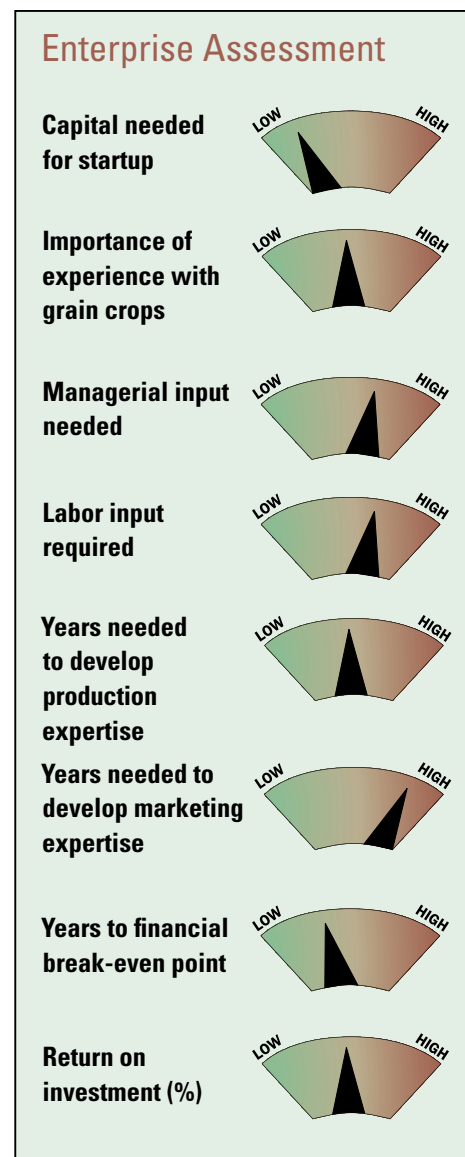 Enterprise Assessment
Capital needed
for startup
LOW
HIGH
Importance of
experience with
grain crops
LOW
HIGH
Managerial input
needed
LOW
HIGH
Labor input
required
LOW
HIGH
Years needed
to develop
production
expertise
LOW
HIGH
Years needed to
develop marketing
expertise
LOW
HIGH
Years to financial
break-even point
LOW
HIGH
Return on
investment (%)
LOW
HIGH